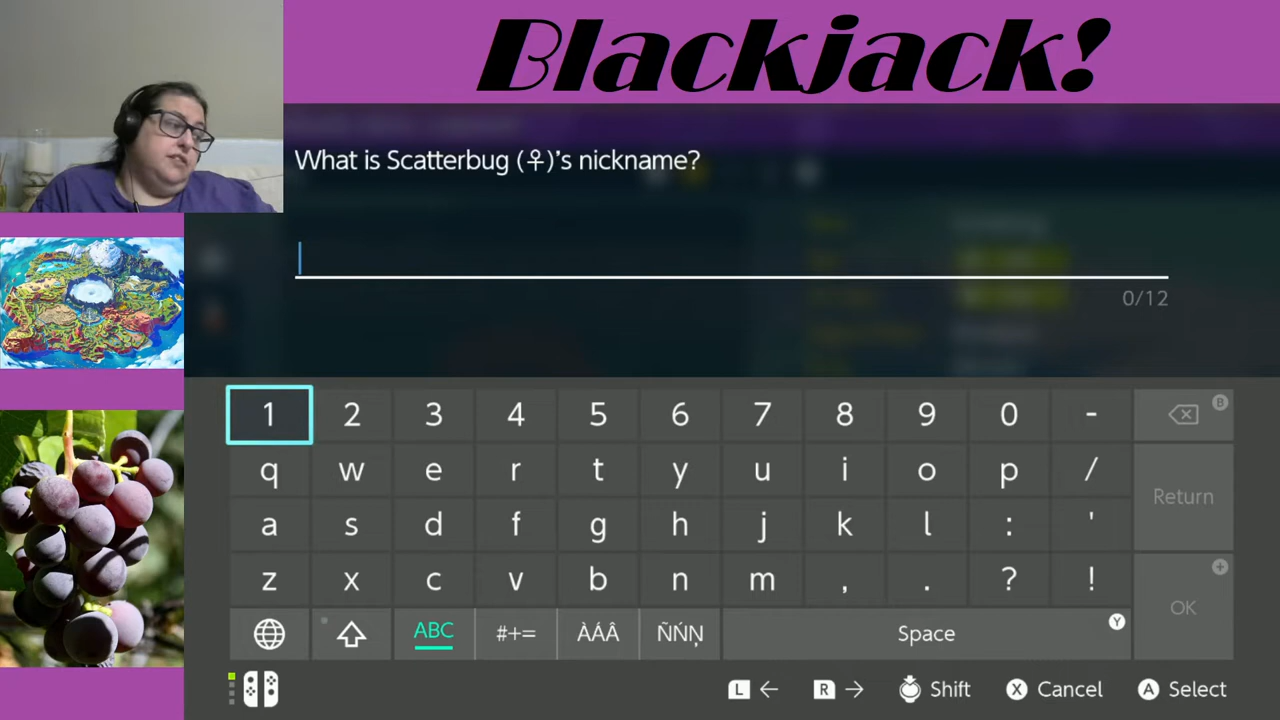 Blackjack!
What is Scatterbug (♀)'s nickname?
0/12
1 2 3 4 5 6 7 8 9 0 -
B
q w e r t y u i o p /
Return
a s d f g h j k l : '
z x c v b n m , . ? !
+
OK
ABC #+= ÀÁÂ ÑŃŅ Space Y
L ← R → Shift X Cancel A Select